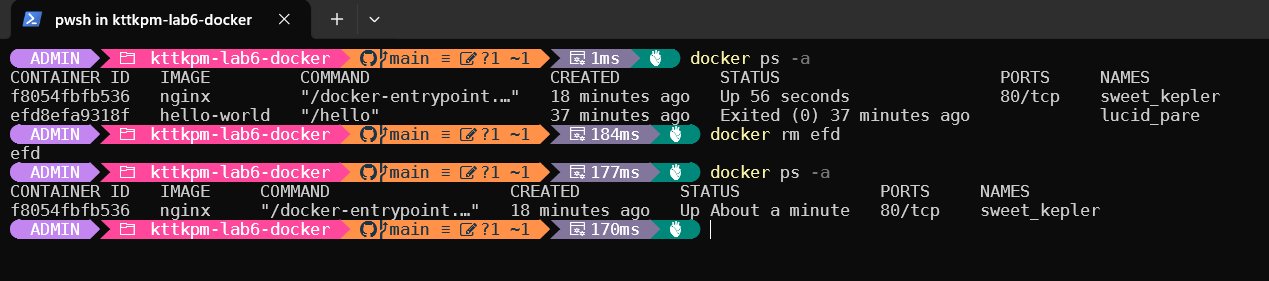 pwsh in kttkpm-lab6-docker
ADMIN kttkpm-lab6-docker main ≡ ?1 ~1 1ms docker ps -a
CONTAINER ID IMAGE COMMAND CREATED STATUS PORTS NAMES
f8054fbfb536 nginx "/docker-entrypoint.…" 18 minutes ago Up 56 seconds 80/tcp sweet_kepler
efd8efa9318f hello-world "/hello" 37 minutes ago Exited (0) 37 minutes ago lucid_pare
ADMIN kttkpm-lab6-docker main ≡ ?1 ~1 184ms docker rm efd
efd
ADMIN kttkpm-lab6-docker main ≡ ?1 ~1 177ms docker ps -a
CONTAINER ID IMAGE COMMAND CREATED STATUS PORTS NAMES
f8054fbfb536 nginx "/docker-entrypoint.…" 18 minutes ago Up About a minute 80/tcp sweet_kepler
ADMIN kttkpm-lab6-docker main ≡ ?1 ~1 170ms